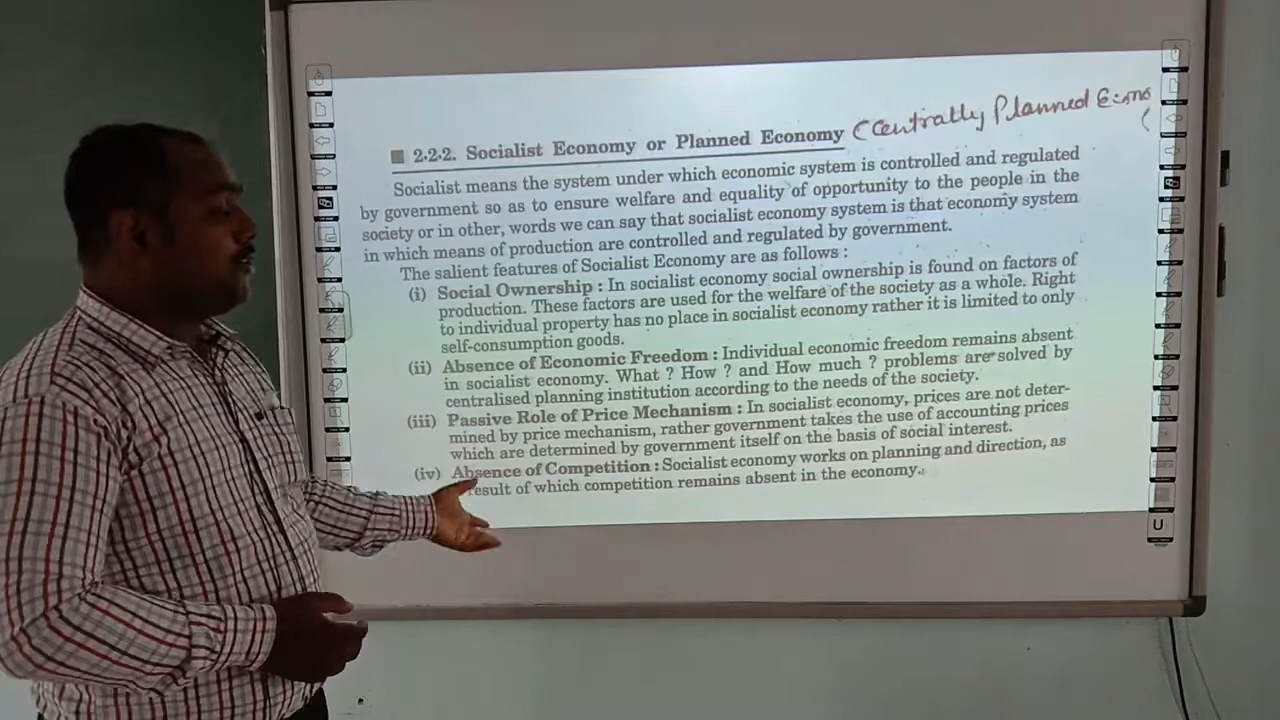 2.2.2. Socialist Economy or Planned Economy (Centrally Planned Econo
(
Socialist means the system under which economic system is controlled and regulated
by government so as to ensure welfare and equality of opportunity to the people in the
society or in other, words we can say that socialist economy system is that economy system
in which means of production are controlled and regulated by government.
The salient features of Socialist Economy are as follows :
(i) Social Ownership : In socialist economy social ownership is found on factors of
production. These factors are used for the welfare of the society as a whole. Right
to individual property has no place in socialist economy rather it is limited to only
self-consumption goods.
(ii) Absence of Economic Freedom : Individual economic freedom remains absent
in socialist economy. What ? How ? and How much ? problems are solved by
centralised planning institution according to the needs of the society.
(iii) Passive Role of Price Mechanism : In socialist economy, prices are not deter-
mined by price mechanism, rather government takes the use of accounting prices
which are determined by government itself on the basis of social interest.
(iv) Absence of Competition : Socialist economy works on planning and direction, as
result of which competition remains absent in the economy.
U